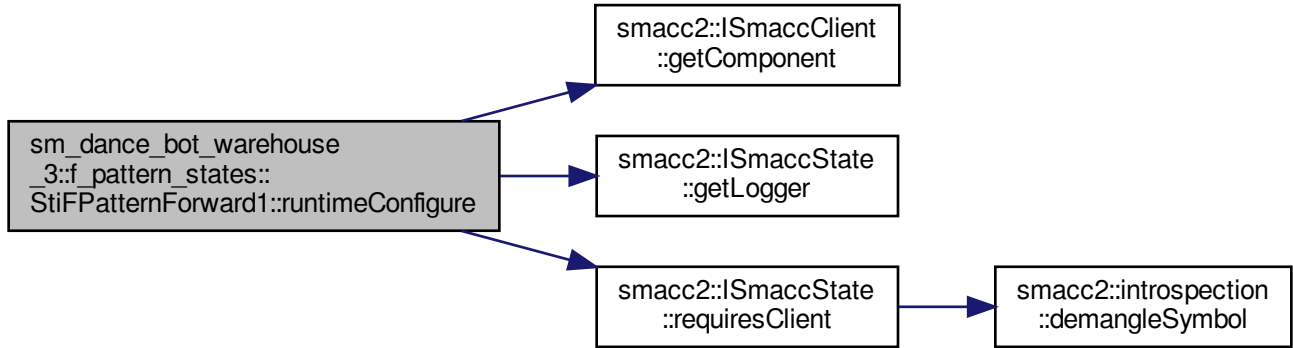 smacc2::ISmaccClient
::getComponent
sm_dance_bot_warehouse
_3::f_pattern_states::
StiFPatternForward1::runtimeConfigure
smacc2::ISmaccState
::getLogger
smacc2::ISmaccState
::requiresClient
smacc2::introspection
::demangleSymbol